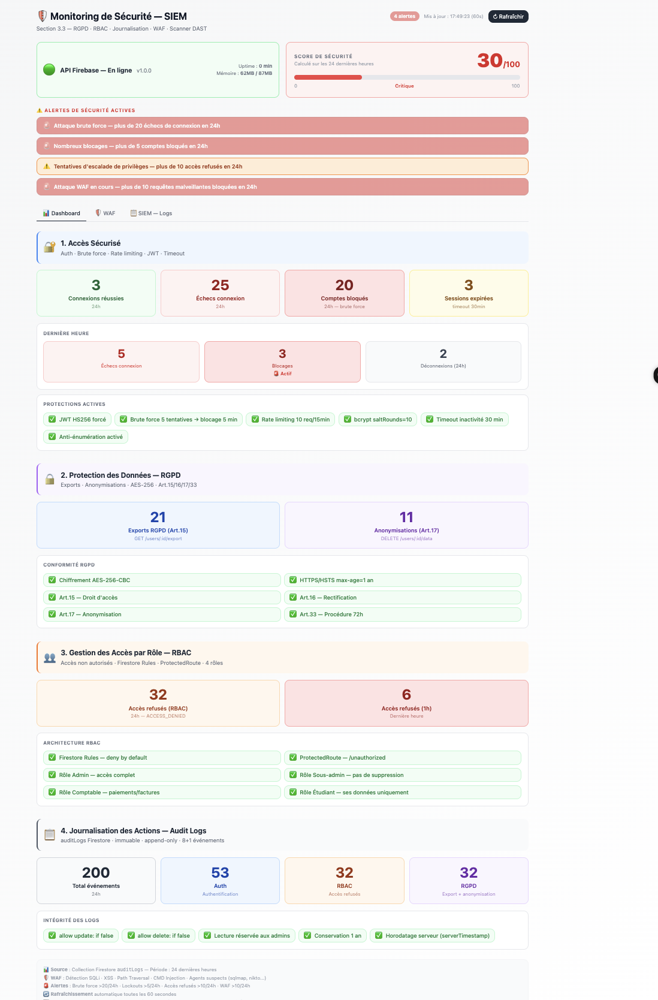 Monitoring de Sécurité — SIEM
4 alertes
Mis à jour : 17:49:23 (60s)
↻ Rafraîchir
Section 3.3 — RGPD · RBAC · Journalisation · WAF · Scanner DAST
API Firebase — En ligne v1.0.0
Uptime : 0 min
Mémoire : 62MB / 87MB
SCORE DE SÉCURITÉ
Calculé sur les 24 dernières heures
30/100
0
Critique
100
⚠️ ALERTES DE SÉCURITÉ ACTIVES
Attaque brute force — plus de 20 échecs de connexion en 24h
Nombreux blocages — plus de 5 comptes bloqués en 24h
Tentatives d'escalade de privilèges — plus de 10 accès refusés en 24h
Attaque WAF en cours — plus de 10 requêtes malveillantes bloquées en 24h
Dashboard
WAF
SIEM — Logs
1. Accès Sécurisé
Auth · Brute force · Rate limiting · JWT · Timeout
3
Connexions réussies
24h
25
Échecs connexion
24h
20
Comptes bloqués
24h — brute force
3
Sessions expirées
timeout 30min
DERNIÈRE HEURE
5
Échecs connexion
3
Blocages
Actif
2
Déconnexions (24h)
PROTECTIONS ACTIVES
JWT HS256 forcé
Brute force 5 tentatives → blocage 5 min
Rate limiting 10 req/15min
bcrypt saltRounds=10
Timeout inactivité 30 min
Anti-énumération activé
2. Protection des Données — RGPD
Exports · Anonymisations · AES-256 · Art.15/16/17/33
21
Exports RGPD (Art.15)
GET /users/:id/export
11
Anonymisations (Art.17)
DELETE /users/:id/data
CONFORMITÉ RGPD
Chiffrement AES-256-CBC
HTTPS/HSTS max-age=1 an
Art.15 — Droit d'accès
Art.16 — Rectification
Art.17 — Anonymisation
Art.33 — Procédure 72h
3. Gestion des Accès par Rôle — RBAC
Accès non autorisés · Firestore Rules · ProtectedRoute · 4 rôles
32
Accès refusés (RBAC)
24h — ACCESS_DENIED
6
Accès refusés (1h)
Dernière heure
ARCHITECTURE RBAC
Firestore Rules — deny by default
ProtectedRoute — /unauthorized
Rôle Admin — accès complet
Rôle Sous-admin — pas de suppression
Rôle Comptable — paiements/factures
Rôle Étudiant — ses données uniquement
4. Journalisation des Actions — Audit Logs
auditLogs Firestore · immuable · append-only · 8+1 événements
200
Total événements
24h
53
Auth
Authentification
32
RBAC
Accès refusés
32
RGPD
Export + anonymisation
INTÉGRITÉ DES LOGS
allow update: if false
allow delete: if false
Lecture réservée aux admins
Conservation 1 an
Horodatage serveur (serverTimestamp)
Source : Collection Firestore auditLogs — Période : 24 dernières heures
WAF : Détection SQLi · XSS · Path Traversal · CMD Injection · Agents suspects (sqlmap, nikto...)
Alertes : Brute force >20/24h · Lockouts >5/24h · Accès refusés >10/24h · WAF >10/24h
Rafraîchissement automatique toutes les 60 secondes